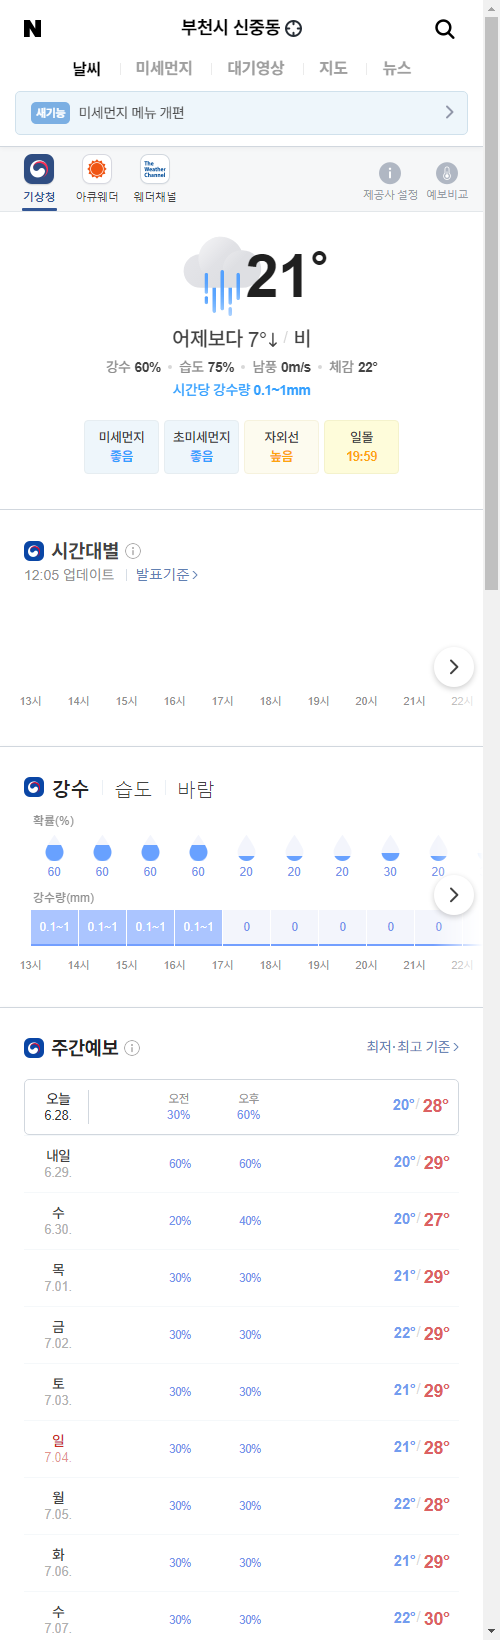 N 부천시 신중동
날씨 미세먼지 대기영상 지도 뉴스
새기능 미세먼지 메뉴 개편
The Weather Channel
기상청 아큐웨더 웨더채널 제공사 설정 예보비교
21°
어제보다 7°↓ / 비
강수 60% • 습도 75% • 남풍 0m/s • 체감 22°
시간당 강수량 0.1~1mm
미세먼지 초미세먼지 자외선 일몰
좋음 좋음 높음 19:59
시간대별
12:05 업데이트 발표기준 >
13시 14시 15시 16시 17시 18시 19시 20시 21시 22시
강수 습도 바람
확률(%)
60 60 60 60 20 20 20 30 20
강수량(mm)
0.1~1 0.1~1 0.1~1 0.1~1 0 0 0 0 0
13시 14시 15시 16시 17시 18시 19시 20시 21시 22시
주간예보 최저·최고 기준 >
오늘 오전 오후 20°/ 28°
6.28. 30% 60%
내일 60% 60% 20°/ 29°
6.29.
수 20% 40% 20°/ 27°
6.30.
목 30% 30% 21°/ 29°
7.01.
금 30% 30% 22°/ 29°
7.02.
토 30% 30% 21°/ 29°
7.03.
일 30% 30% 21°/ 28°
7.04.
월 30% 30% 22°/ 28°
7.05.
화 30% 30% 21°/ 29°
7.06.
수 30% 30% 22°/ 30°
7.07.